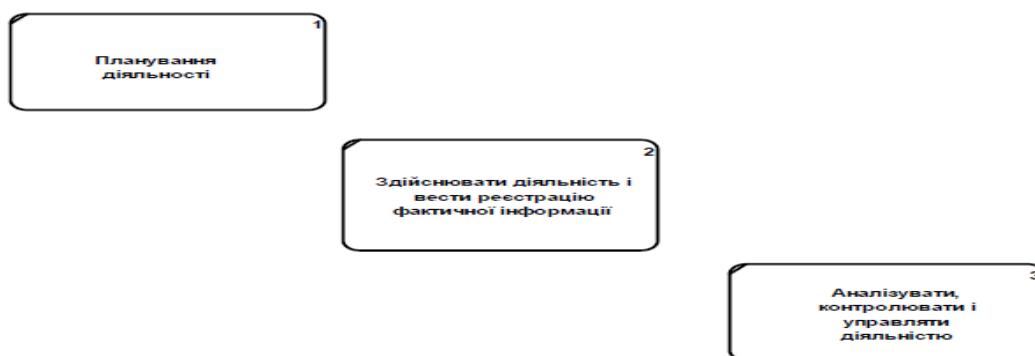 1
Планування
діяльності
2
Здійснювати діяльність і
вести реєстрацію
фактичної інформації
3
Аналізувати,
контролювати і
управляти
діяльністю